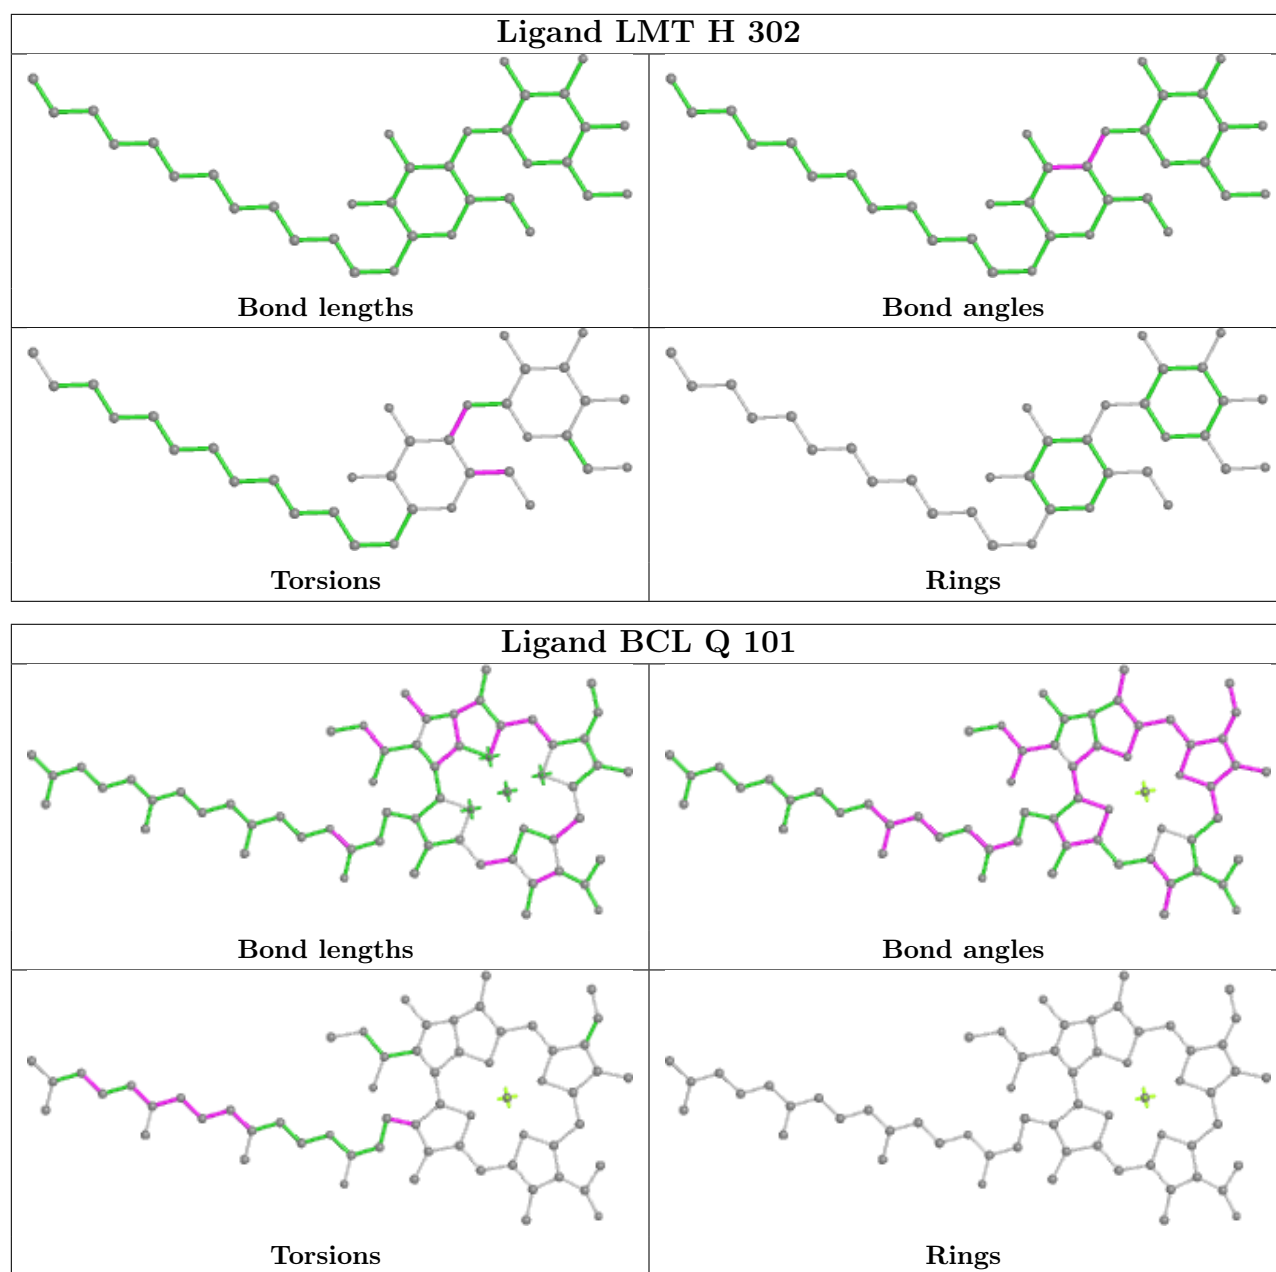 Ligand LMT H 302
Bond lengths
Bond angles
Torsions
Rings
Ligand BCL Q 101
Bond lengths
Bond angles
Torsions
Rings